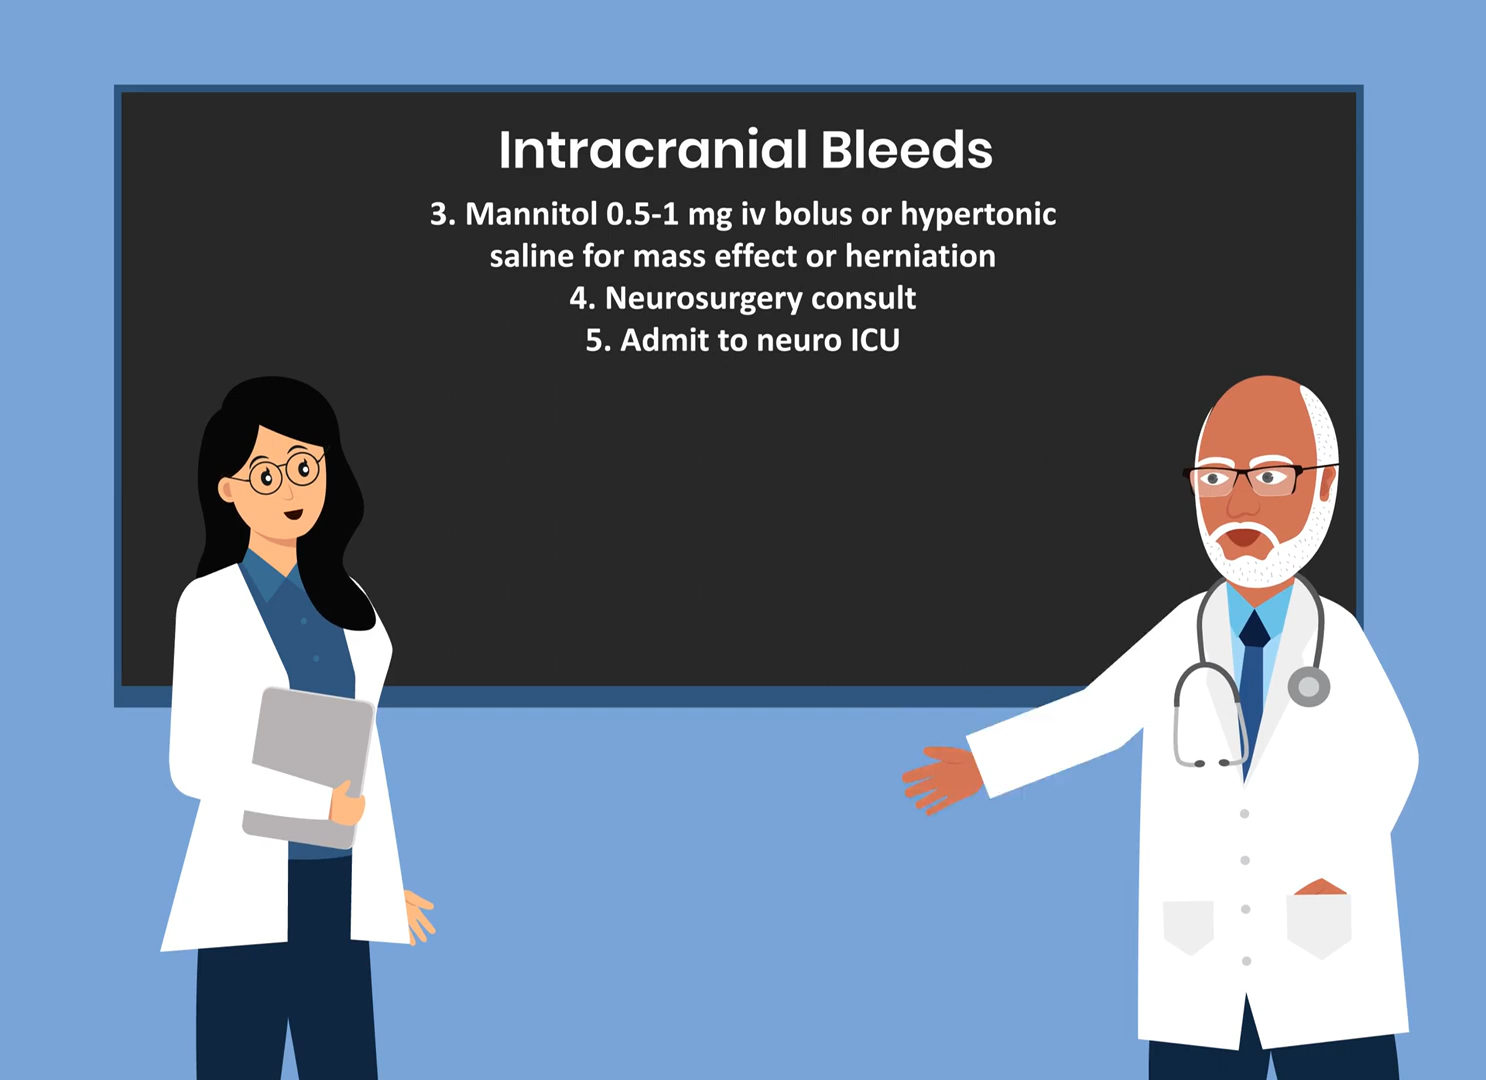 Intracranial Bleeds
3. Mannitol 0.5-1 mg iv bolus or hypertonic
saline for mass effect or herniation
4. Neurosurgery consult
5. Admit to neuro ICU